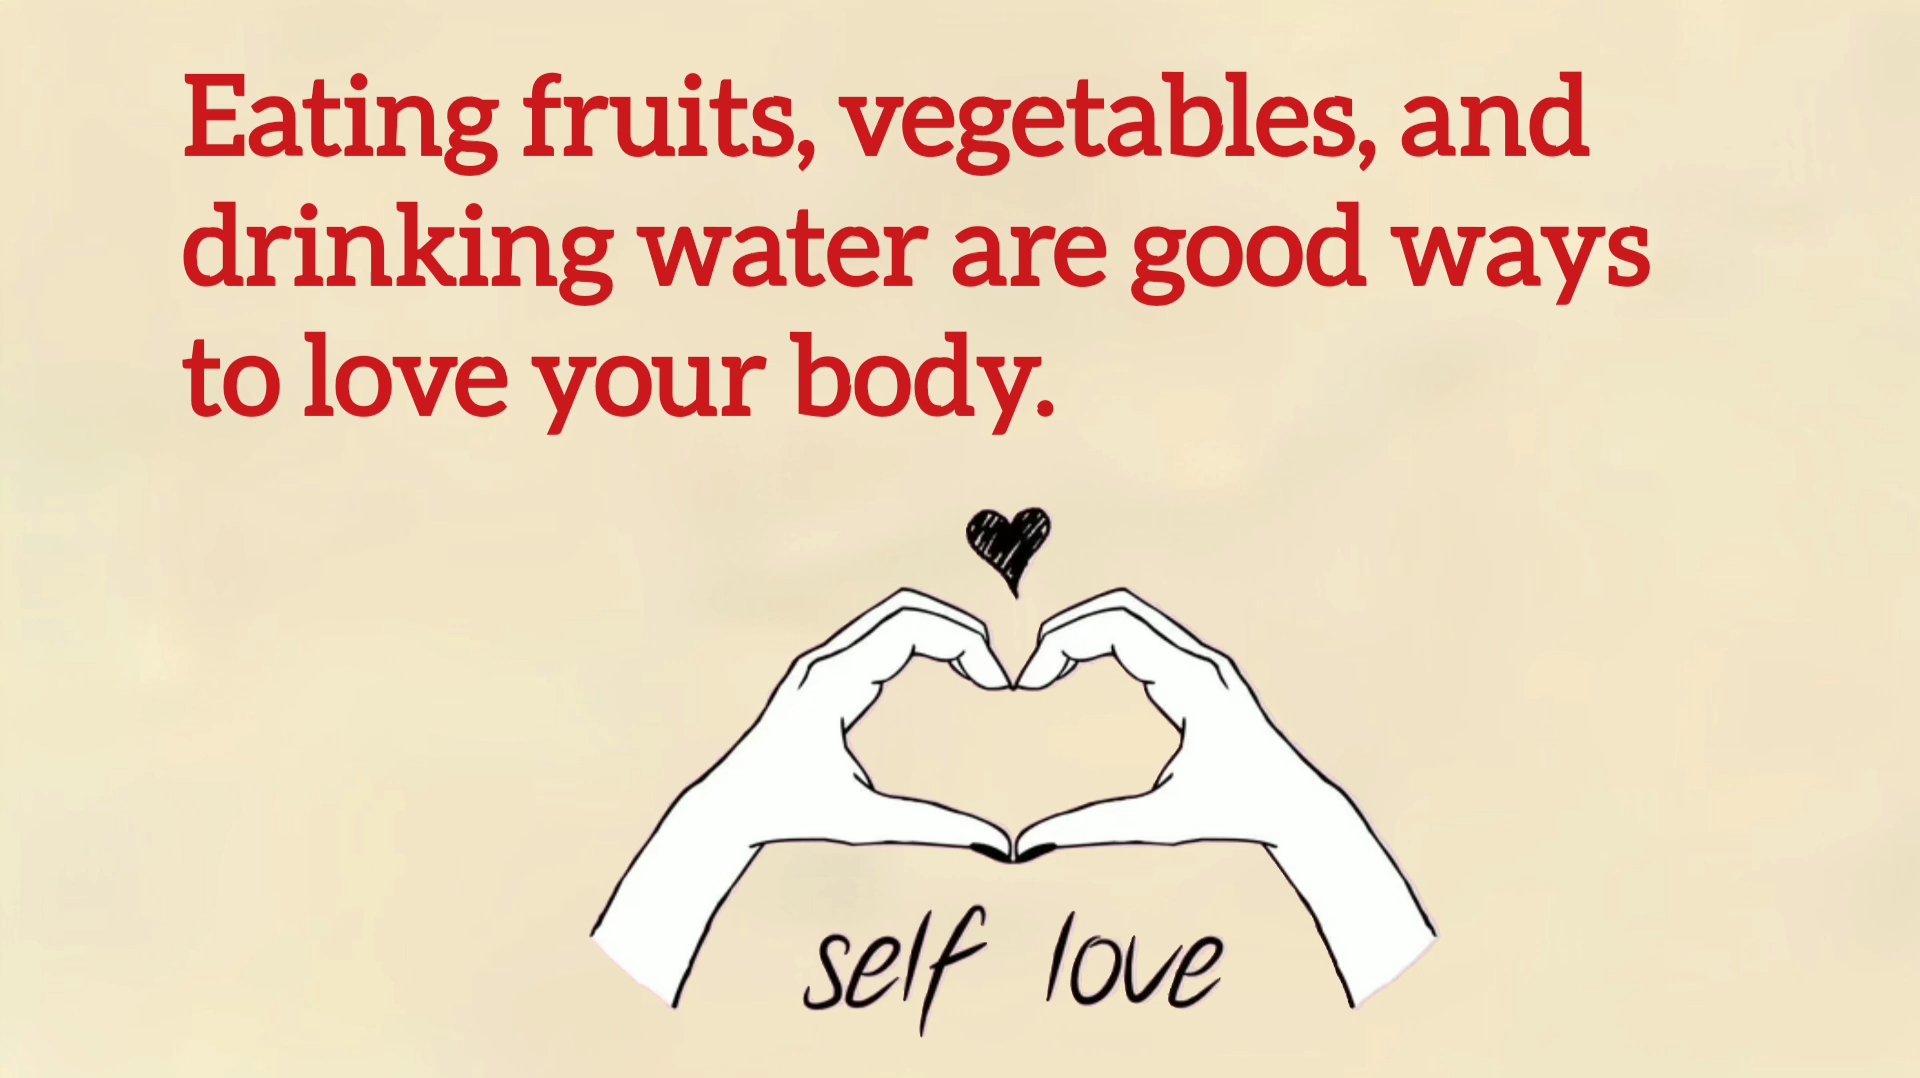 Eating fruits, vegetables, and
drinking water are good ways
to love your body.
self love